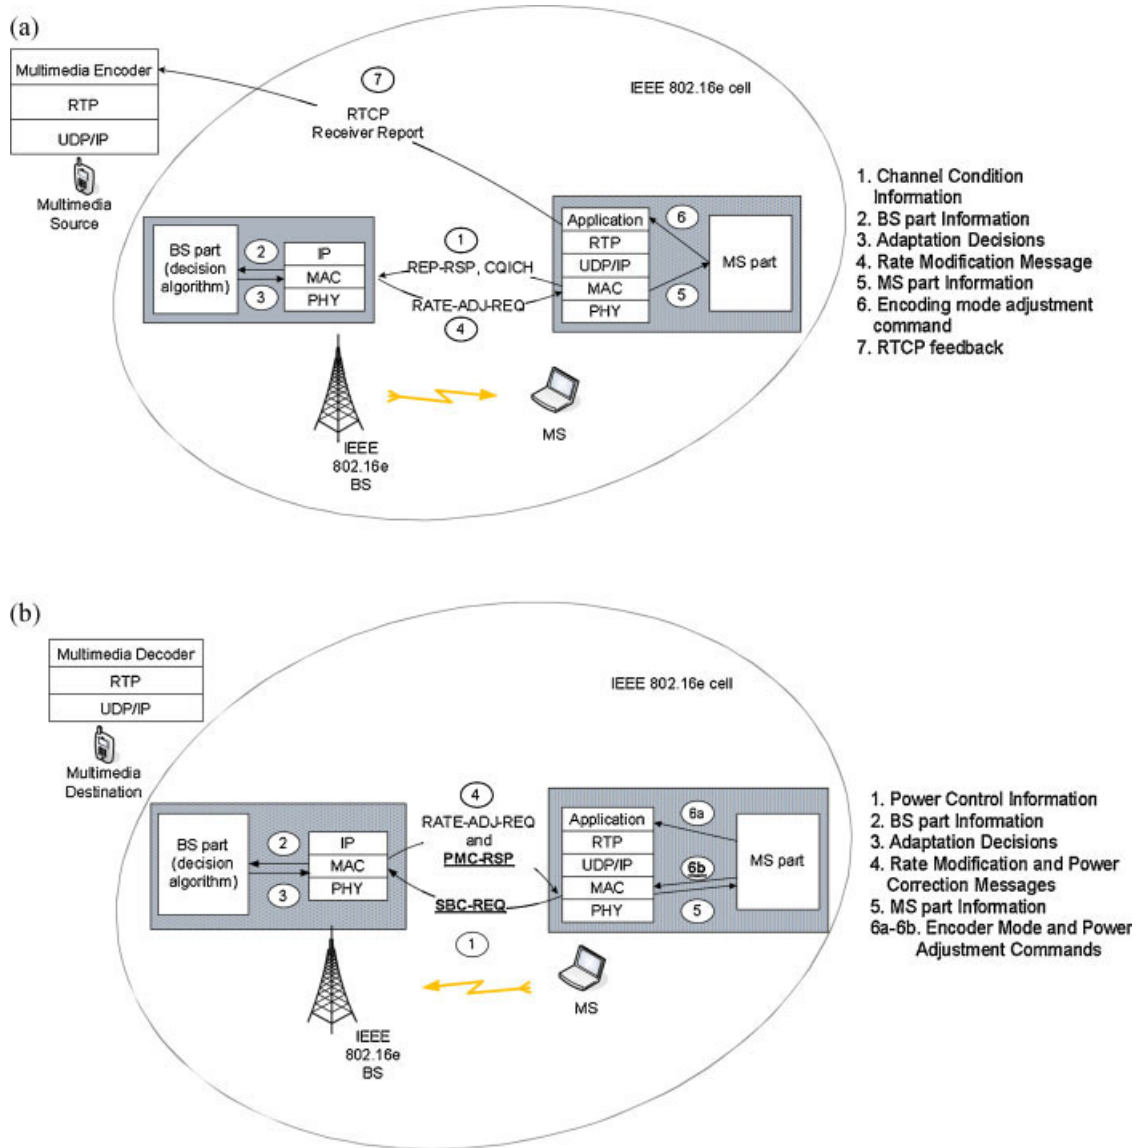 (a)
Multimedia Encoder
RTP
UDP/IP
Multimedia
Source
7
RTCP
Receiver Report
IEEE 802.16e cell
BS part
(decision
algorithm)
2
3
IP
MAC
PHY
1
REP-RSP, CQICH
RATE-ADJ-REQ
4
Application
RTP
UDP/IP
MAC
PHY
6
5
MS part
IEEE
802.16e
BS
MS
1. Channel Condition
Information
2. BS part Information
3. Adaptation Decisions
4. Rate Modification Message
5. MS part Information
6. Encoding mode adjustment
command
7. RTCP feedback
(b)
Multimedia Decoder
RTP
UDP/IP
Multimedia
Destination
IEEE 802.16e cell
BS part
(decision
algorithm)
2
3
IP
MAC
PHY
4
RATE-ADJ-REQ
and
PMC-RSP
SBC-REQ
1
Application
RTP
UDP/IP
MAC
PHY
6a
6b
5
MS part
IEEE
802.16e
BS
MS
1. Power Control Information
2. BS part Information
3. Adaptation Decisions
4. Rate Modification and Power
Correction Messages
5. MS part Information
6a-6b. Encoder Mode and Power
Adjustment Commands